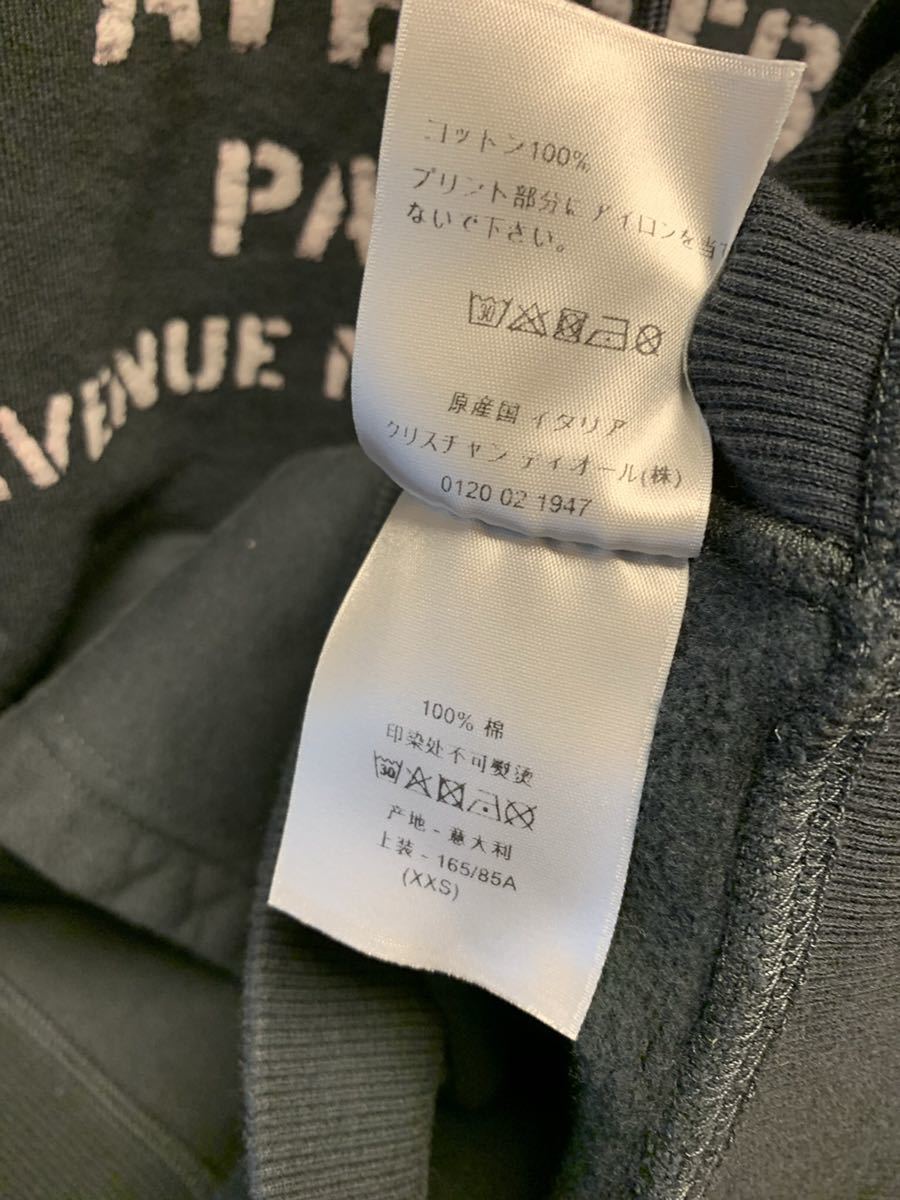 PA
AVENUE M
コットン100%
プリント部分に アイロンを当て
ないで下さい。
30
原産国 イタリア
クリスチャン ディオール(株)
0120 02 1947
100% 棉
印染处不可熨烫
30
产地 - 意大利
上装 - 165/85A
(XXS)